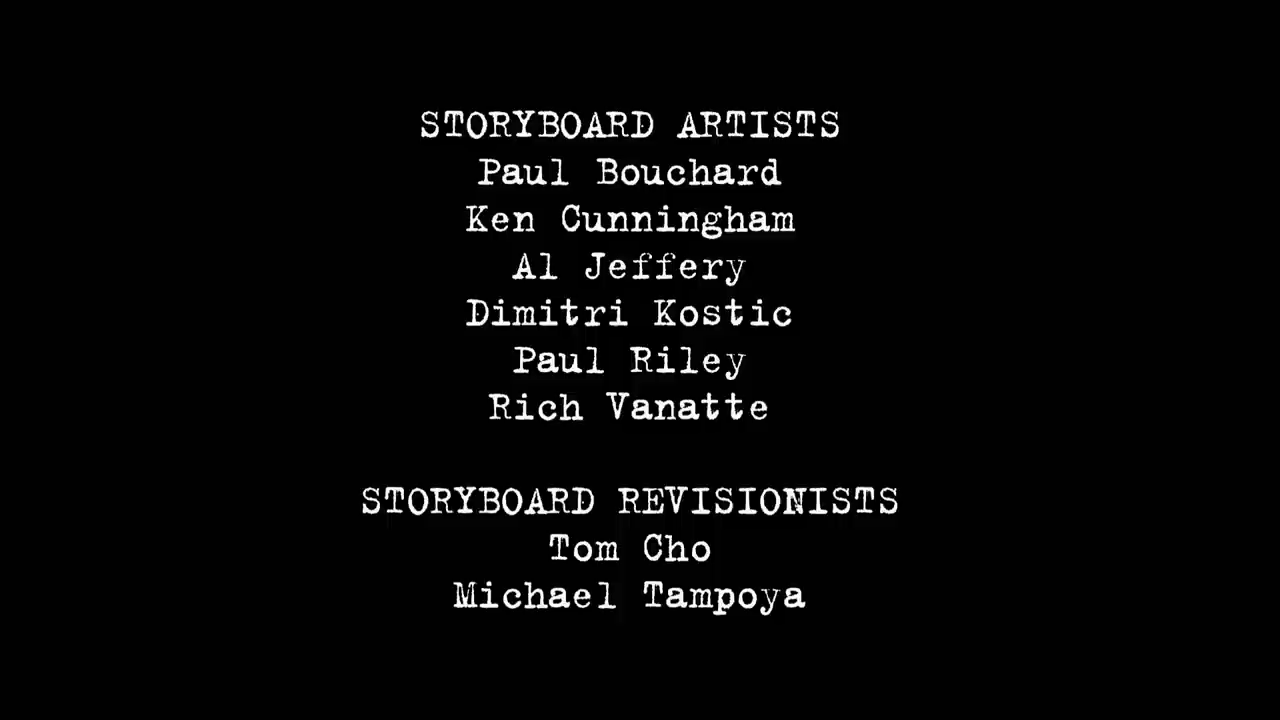 STORYBOARD ARTISTS
Paul Bouchard
Ken Cunningham
Al Jeffery
Dimitri Kostic
Paul Riley
Rich Vanatte
STORYBOARD REVISIONISTS
Tom Cho
Michael Tampoya